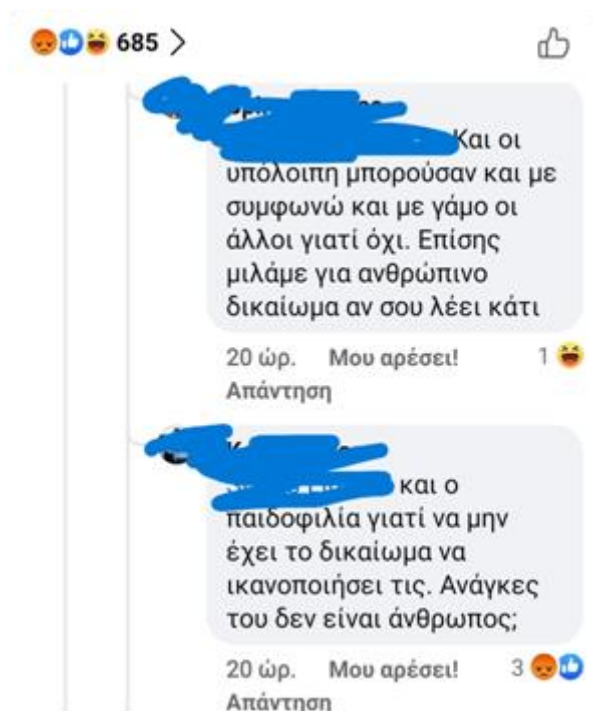 685
Και οι
υπόλοιπη μπορούσαν και με
συμφωνώ και με γάμο οι
άλλοι γιατί όχι. Επίσης
μιλάμε για ανθρώπινο
δικαίωμα αν σου λέει κάτι
20 ώρ. Μου αρέσει! 1
Απάντηση
και ο
παιδοφιλία γιατί να μην
έχει το δικαίωμα να
ικανοποιήσει τις. Ανάγκες
του δεν είναι άνθρωπος;
20 ώρ. Μου αρέσει! 3
Απάντηση